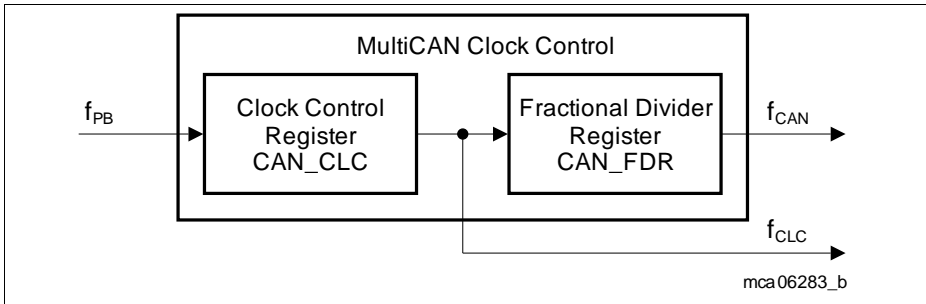 MultiCAN Clock Control
f_PB
Clock Control
Register
CAN_CLC
Fractional Divider
Register
CAN_FDR
f_CAN
f_CLC
mca06283_b